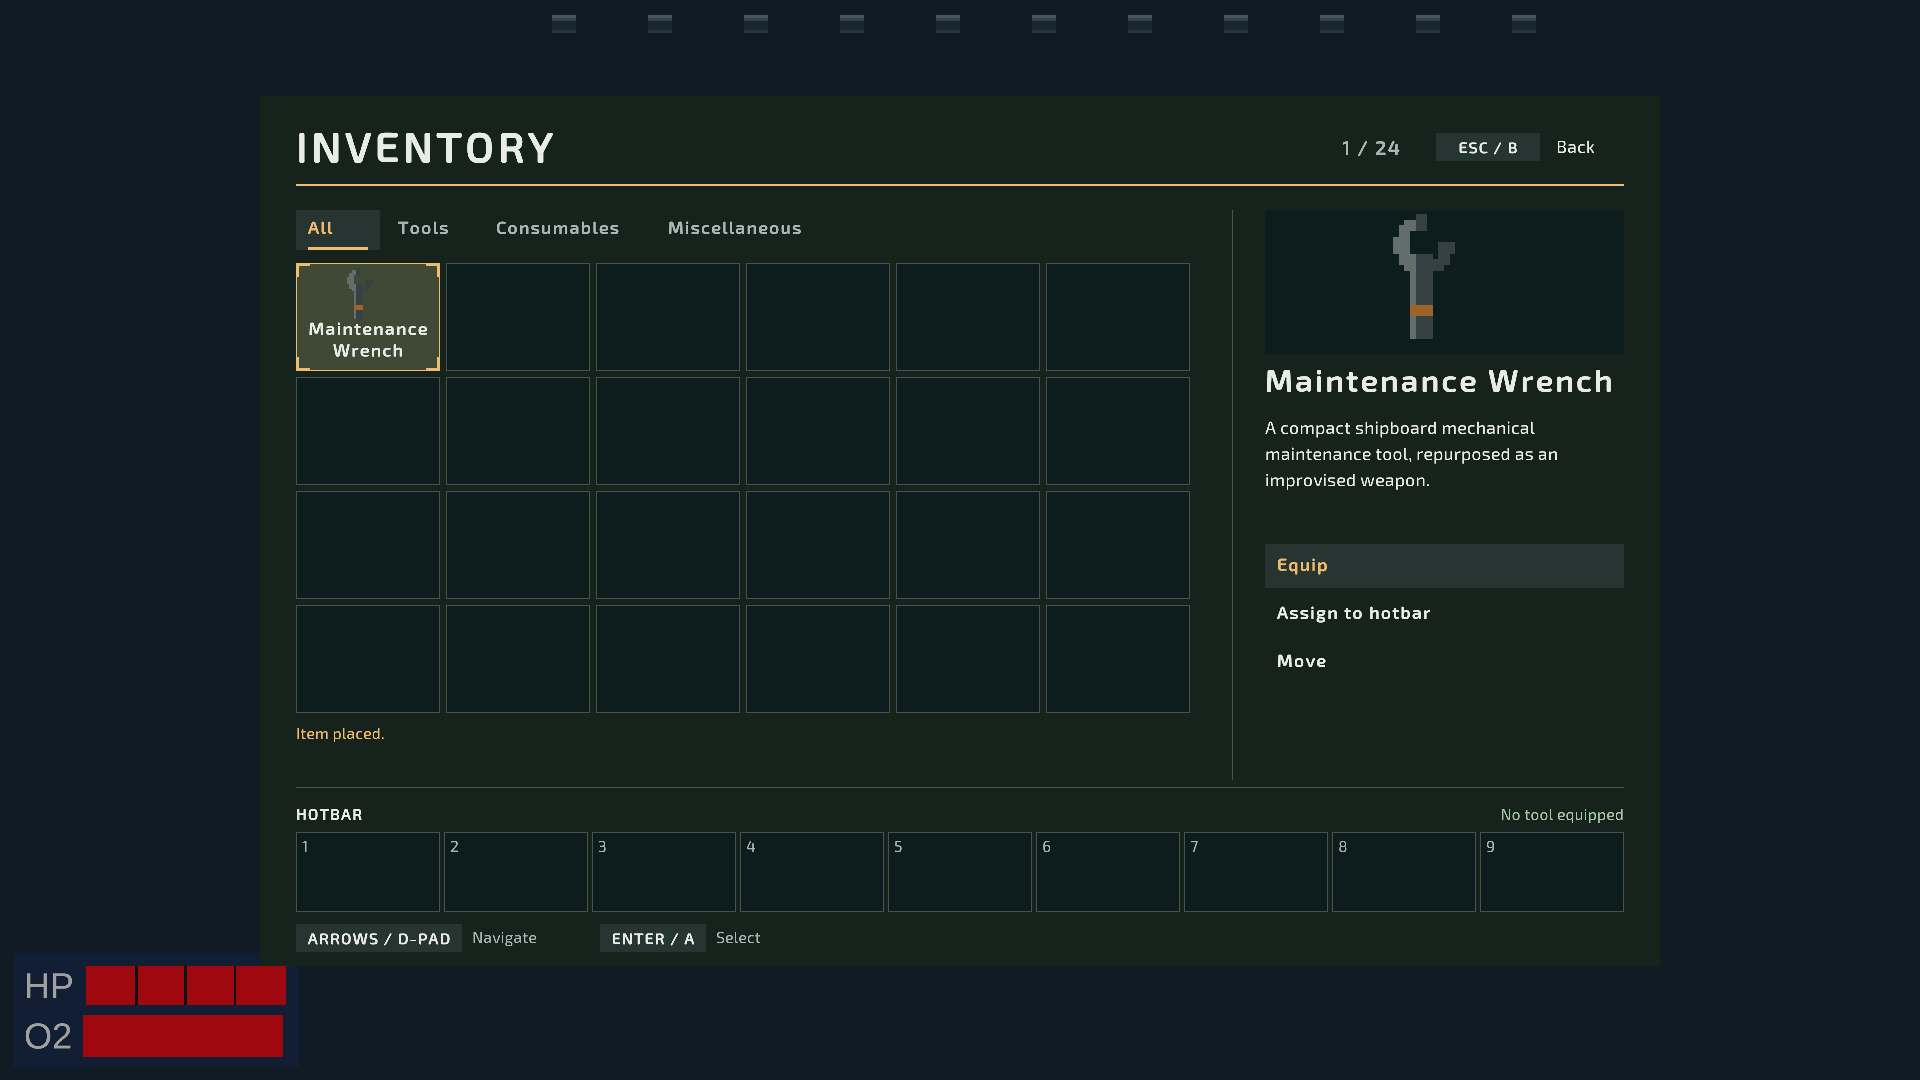 INVENTORY
1 / 24
ESC / B Back
All Tools Consumables Miscellaneous
Maintenance
Wrench
Item placed.
Maintenance Wrench
A compact shipboard mechanical
maintenance tool, repurposed as an
improvised weapon.
Equip
Assign to hotbar
Move
HOTBAR
No tool equipped
1 2 3 4 5 6 7 8 9
ARROWS / D-PAD Navigate ENTER / A Select
HP
O2